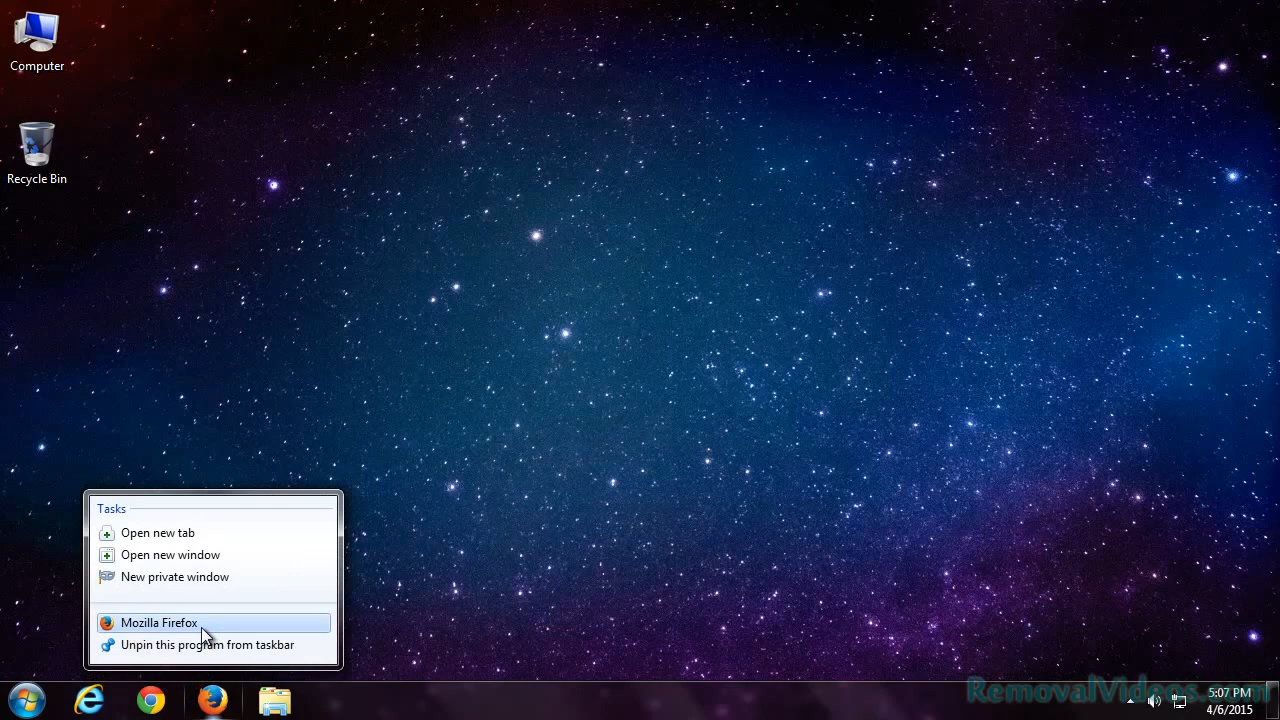 Computer
Recycle Bin
Tasks
Open new tab
Open new window
New private window
Mozilla Firefox
Unpin this program from taskbar
RemovalVideos.com
5:07 PM
4/6/2015